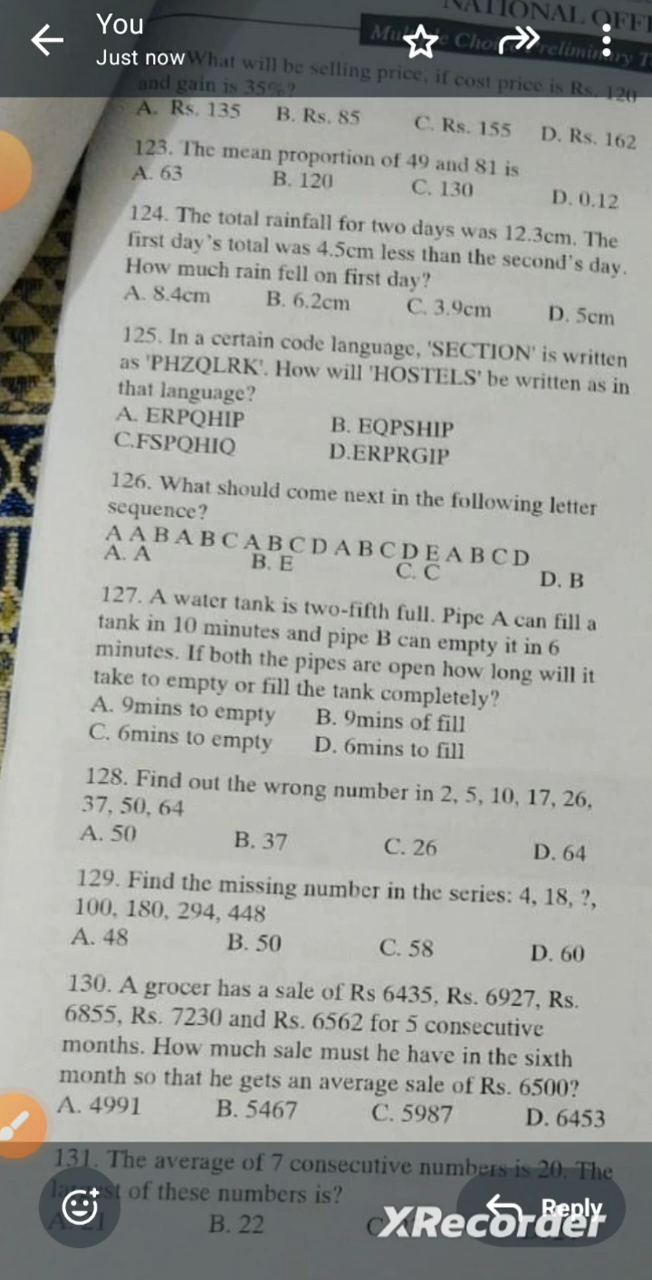 You
Just now
NATIONAL OFFI
What will be selling price, if cost price is Rs. 120
and gain is 35%?
A. Rs. 135 B. Rs. 85 C. Rs. 155 D. Rs. 162
123. The mean proportion of 49 and 81 is
A. 63 B. 120 C. 130 D. 0.12
124. The total rainfall for two days was 12.3cm. The
first day's total was 4.5cm less than the second's day.
How much rain fell on first day?
A. 8.4cm B. 6.2cm C. 3.9cm D. 5cm
125. In a certain code language, 'SECTION' is written
as 'PHZQLRK'. How will 'HOSTELS' be written as in
that language?
A. ERPQHIP B. EQPSHIP
C.FSPQHIQ D.ERPRGIP
126. What should come next in the following letter
sequence?
A A B A B C A B C D A B C D E A B C D
A. A B. E C. C D. B
127. A water tank is two-fifth full. Pipe A can fill a
tank in 10 minutes and pipe B can empty it in 6
minutes. If both the pipes are open how long will it
take to empty or fill the tank completely?
A. 9mins to empty B. 9mins of fill
C. 6mins to empty D. 6mins to fill
128. Find out the wrong number in 2, 5, 10, 17, 26,
37, 50, 64
A. 50 B. 37 C. 26 D. 64
129. Find the missing number in the series: 4, 18, ?,
100, 180, 294, 448
A. 48 B. 50 C. 58 D. 60
130. A grocer has a sale of Rs 6435, Rs. 6927, Rs.
6855, Rs. 7230 and Rs. 6562 for 5 consecutive
months. How much sale must he have in the sixth
month so that he gets an average sale of Rs. 6500?
A. 4991 B. 5467 C. 5987 D. 6453
131. The average of 7 consecutive numbers is 20. The
of these numbers is?
B. 22
Reply
XRecorder